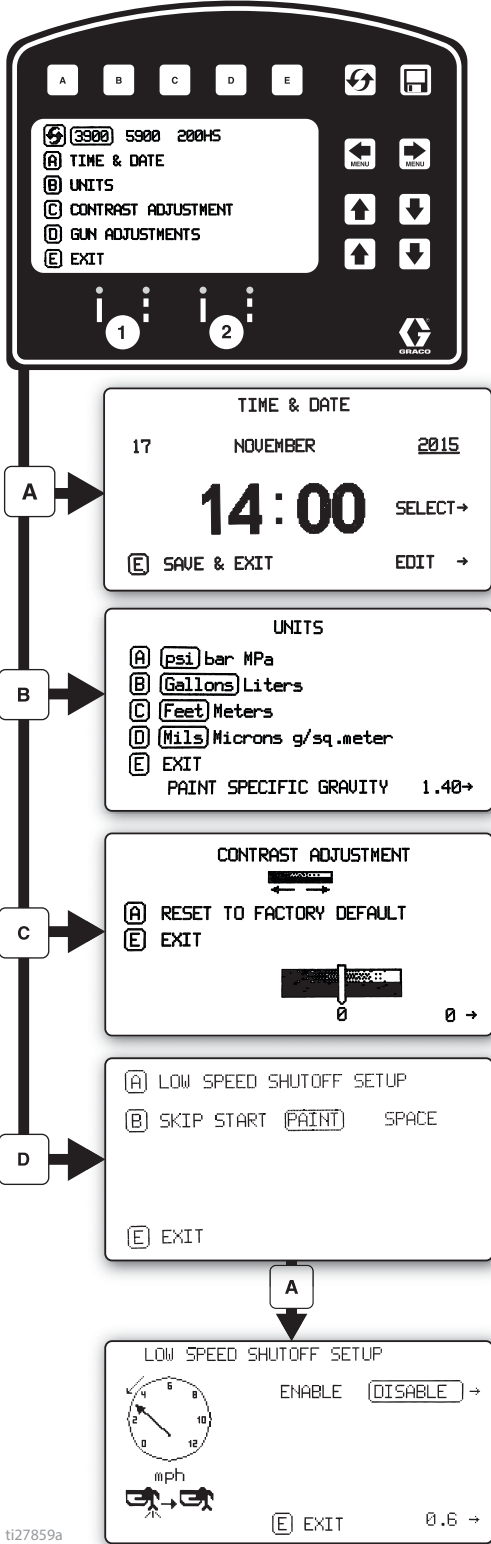 A B C D E
3900 5900 200HS
A TIME & DATE
B UNITS
C CONTRAST ADJUSTMENT
D GUN ADJUSTMENTS
E EXIT
MENU MENU
1 2
GRACO
A
TIME & DATE
17 NOVEMBER 2015
14:00
SELECT→
E SAVE & EXIT EDIT →
B
UNITS
A psi bar MPa
B Gallons Liters
C Feet Meters
D Mils Microns g/sq.meter
E EXIT
PAINT SPECIFIC GRAVITY 1.40→
C
CONTRAST ADJUSTMENT
A RESET TO FACTORY DEFAULT
E EXIT
0 0 →
D
A LOW SPEED SHUTOFF SETUP
B SKIP START PAINT SPACE
E EXIT
A
LOW SPEED SHUTOFF SETUP
ENABLE DISABLE →
0 2 4 6 8 10 12
mph
E EXIT 0.6 →
ti27859a